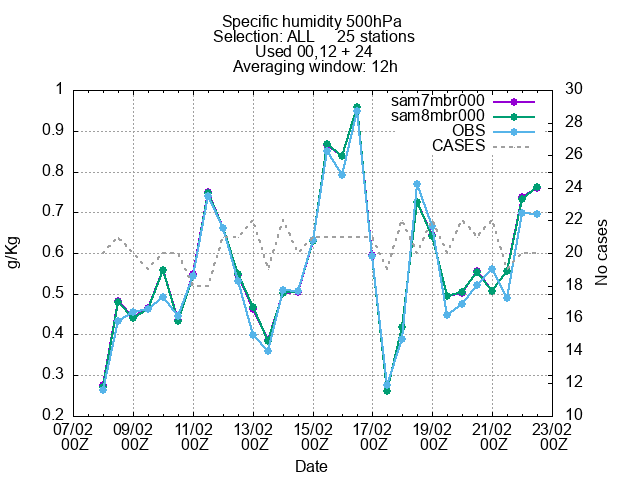 Specific humidity 500hPa
Selection: ALL 25 stations
Used 00,12 + 24
Averaging window: 12h
sam7mbr000
sam8mbr000
OBS
CASES
1
0.9
0.8
0.7
0.6
0.5
0.4
0.3
0.2
g/Kg
30
28
26
24
22
20
18
16
14
12
10
No cases
07/02 09/02 11/02 13/02 15/02 17/02 19/02 21/02 23/02
00Z 00Z 00Z 00Z 00Z 00Z 00Z 00Z 00Z
Date